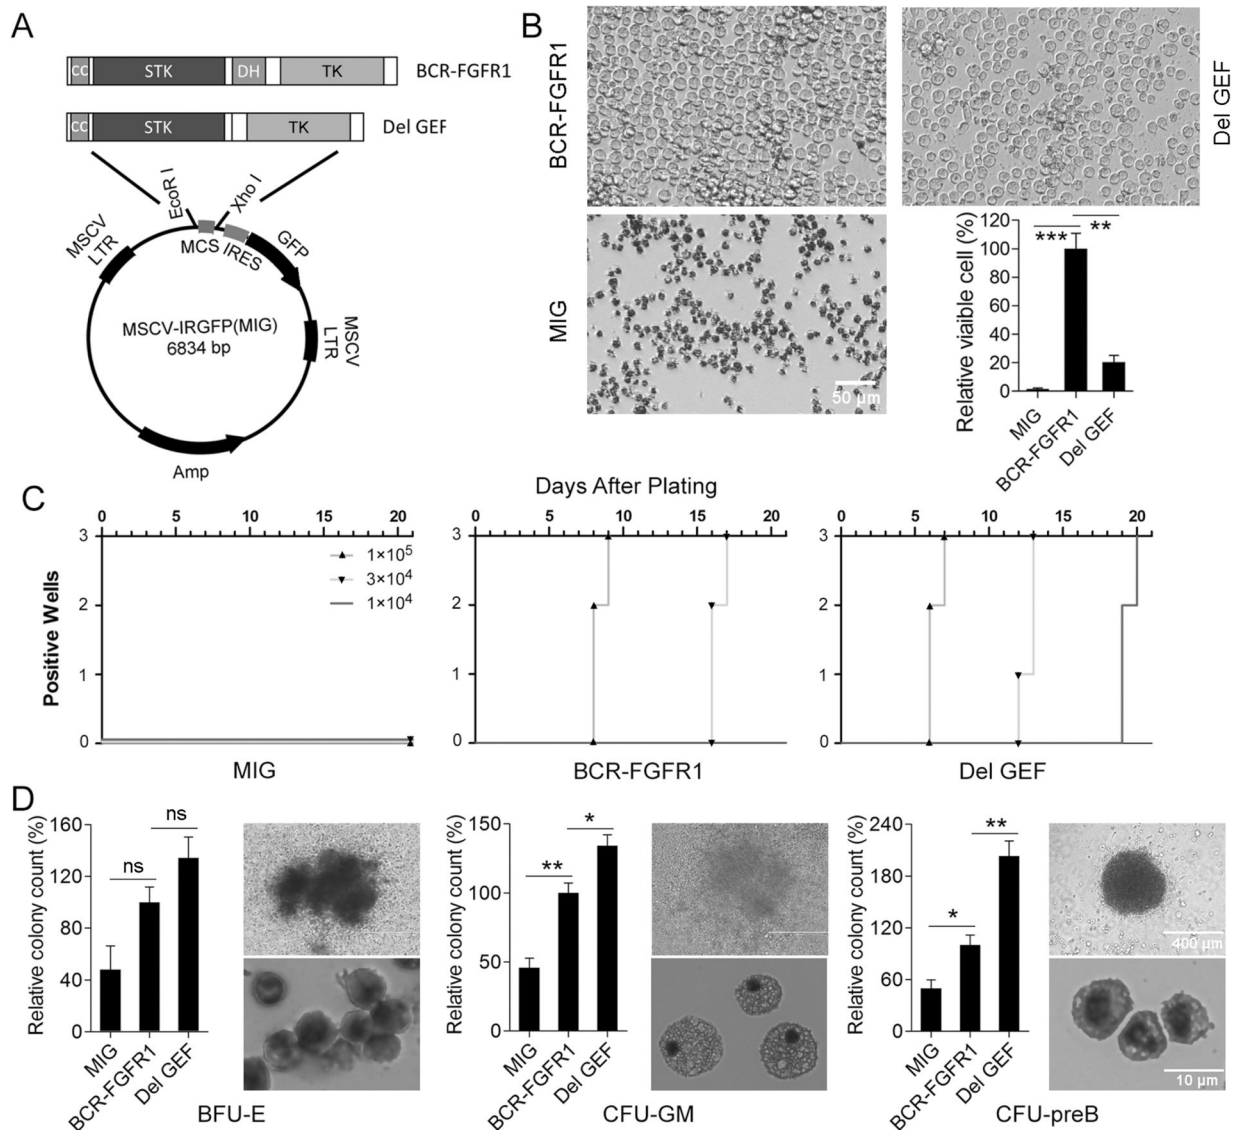 A
CC STK DH TK BCR-FGFR1
CC STK TK Del GEF
EcoR I
Xho I
MSCV
LTR
MCS
IRES
GFP
MSCV-IRGFP(MIG)
6834 bp
MSCV
LTR
Amp
B
BCR-FGFR1
Del GEF
MIG
50 µm
Relative viable cell (%)
120
100
80
60
40
20
0
***
**
MIG
BCR-FGFR1
Del GEF
C
Days After Plating
0 5 10 15 20
0 5 10 15 20
0 5 10 15 20
Positive Wells
3
2
1
0
1×10⁵
3×10⁴
1×10⁴
MIG
3
2
1
0
BCR-FGFR1
3
2
1
0
Del GEF
D
Relative colony count (%)
160
120
80
40
0
ns
ns
MIG
BCR-FGFR1
Del GEF
BFU-E
Relative colony count (%)
150
100
50
0
**
*
MIG
BCR-FGFR1
Del GEF
CFU-GM
Relative colony count (%)
240
180
120
60
0
*
**
MIG
BCR-FGFR1
Del GEF
400 µm
10 µm
CFU-preB